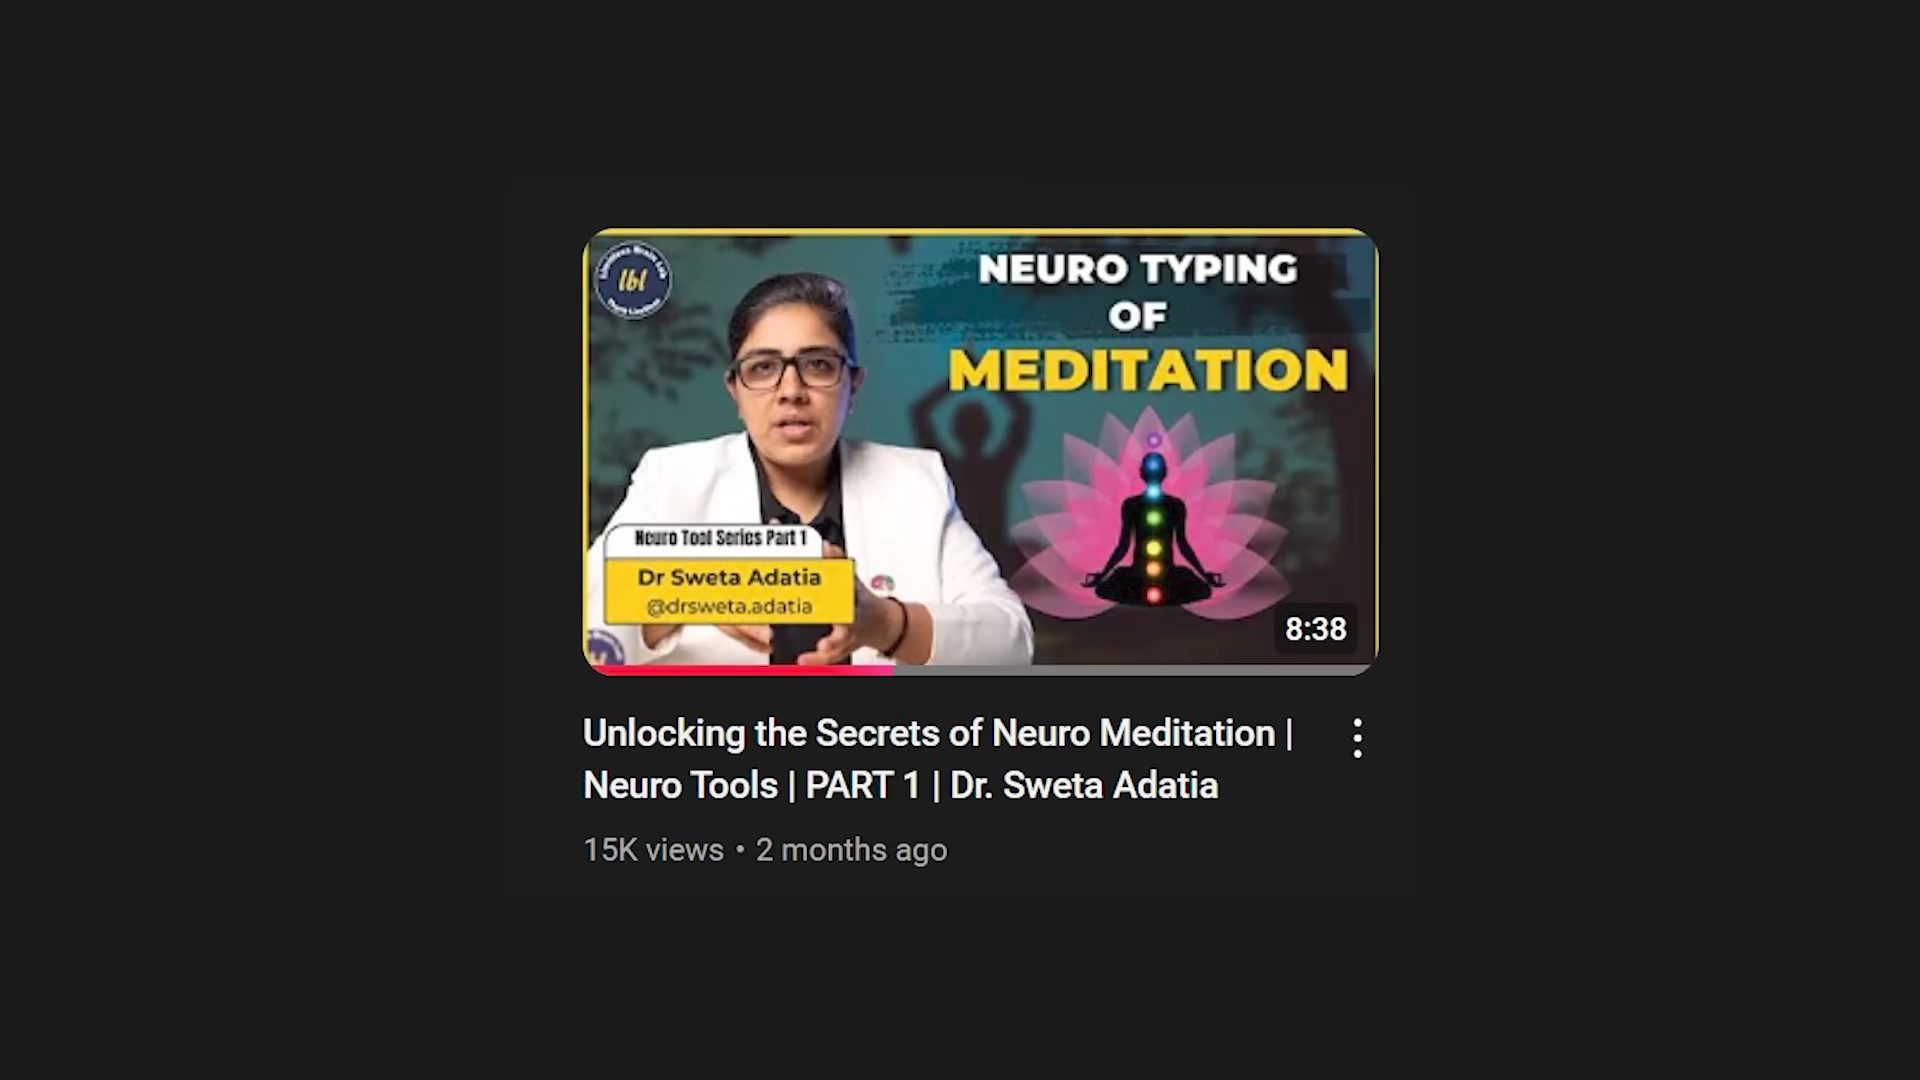 lbl
NEURO TYPING
OF
MEDITATION
Neuro Tool Series Part 1
Dr Sweta Adatia
@drsweta.adatia
8:38
Unlocking the Secrets of Neuro Meditation |
Neuro Tools | PART 1 | Dr. Sweta Adatia
15K views • 2 months ago